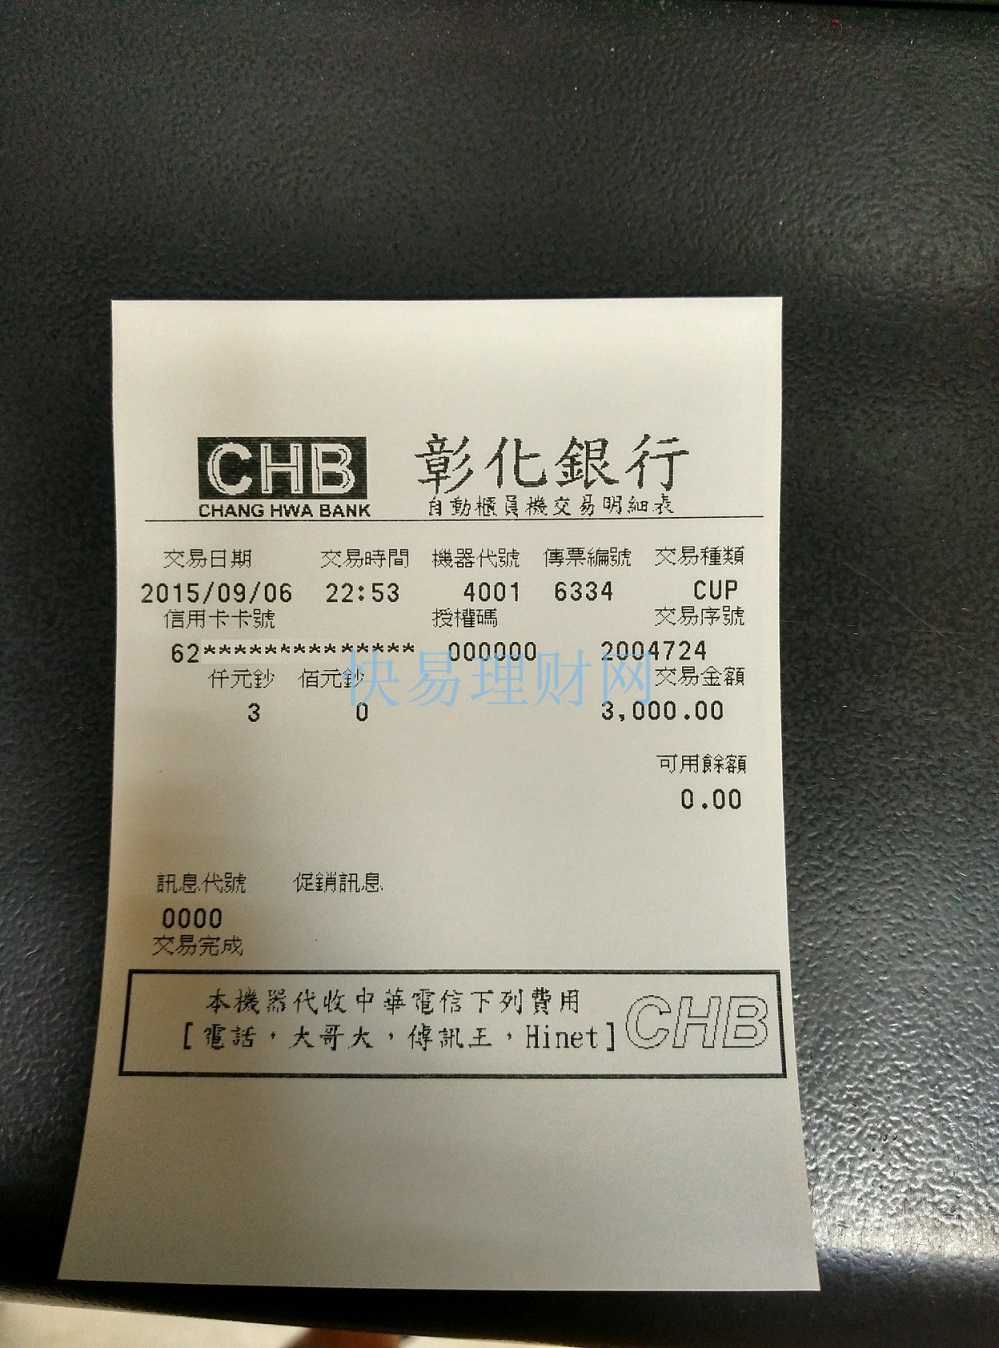 CHB 彰化銀行
CHANG HWA BANK 自動櫃員機交易明細表
交易日期 交易時間 機器代號 傳票編號 交易種類
2015/09/06 22:53 4001 6334 CUP
信用卡卡號 授權碼 交易序號
62************** 000000 2004724
仟元鈔 佰元鈔 交易金額
快易理财网
3 0 3,000.00
可用餘額
0.00
訊息代號 促銷訊息
0000
交易完成
本機器代收中華電信下列費用
[電話,大哥大,傳訊王,Hinet] CHB